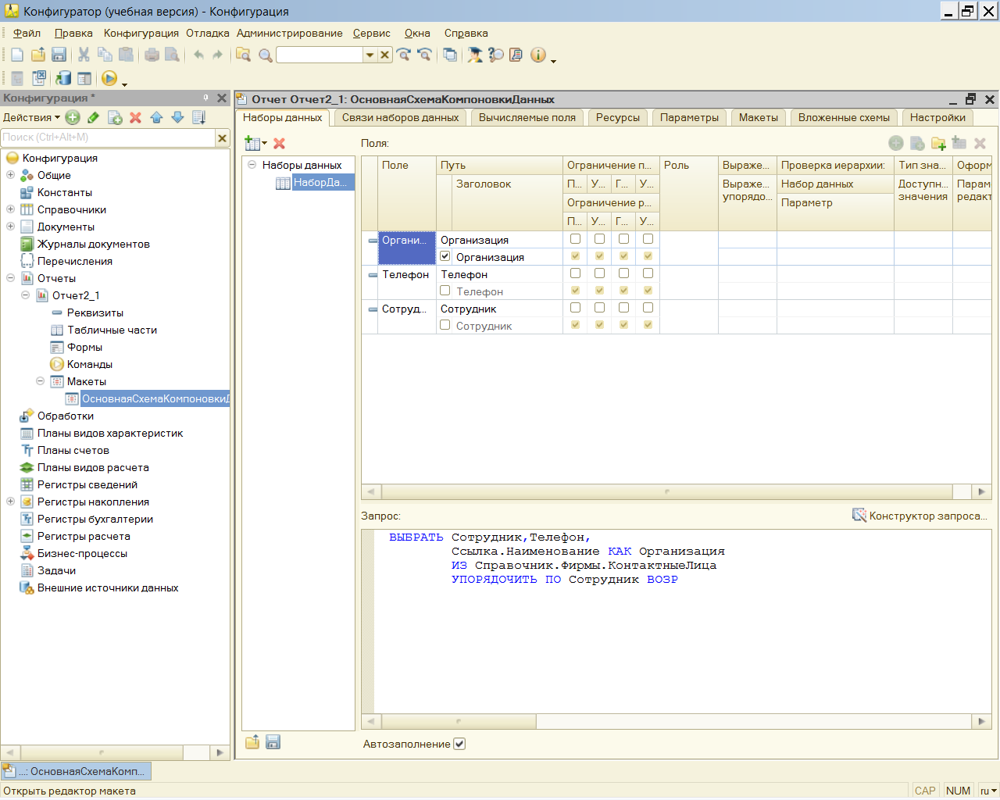 Конфигуратор (учебная версия) - Конфигурация
Файл Правка Конфигурация Отладка Администрирование Сервис Окна Справка
Конфигурация *
Действия
Поиск (Ctrl+Alt+M)
Конфигурация
Общие
Константы
Справочники
Документы
Журналы документов
Перечисления
Отчеты
Отчет2_1
Реквизиты
Табличные части
Формы
Команды
Макеты
ОсновнаяСхемаКомпоновкиД
Обработки
Планы видов характеристик
Планы счетов
Планы видов расчета
Регистры сведений
Регистры накопления
Регистры бухгалтерии
Регистры расчета
Бизнес-процессы
Задачи
Внешние источники данных
Отчет Отчет2_1: ОсновнаяСхемаКомпоновкиДанных
Наборы данных Связи наборов данных Вычисляемые поля Ресурсы Параметры Макеты Вложенные схемы Настройки
Наборы данных
НаборДа...
Поля:
Поле Путь Ограничение п... Роль Выраже... Проверка иерархии: Тип зна... Оформ
Заголовок П... У... Г... У... Выраже... упорядо... Набор данных Доступн... значения Парам редакт
Ограничение р... Параметр
П... У... Г... У...
Органи... Организация
Организация
Телефон Телефон
Телефон
Сотруд... Сотрудник
Сотрудник
Запрос:
Конструктор запроса...
ВЫБРАТЬ Сотрудник,Телефон,
Ссылка.Наименование КАК Организация
ИЗ Справочник.Фирмы.КонтактныеЛица
УПОРЯДОЧИТЬ ПО Сотрудник ВОЗР
Автозаполнение
...: ОсновнаяСхемаКомп...
Открыть редактор макета
CAP NUM ru